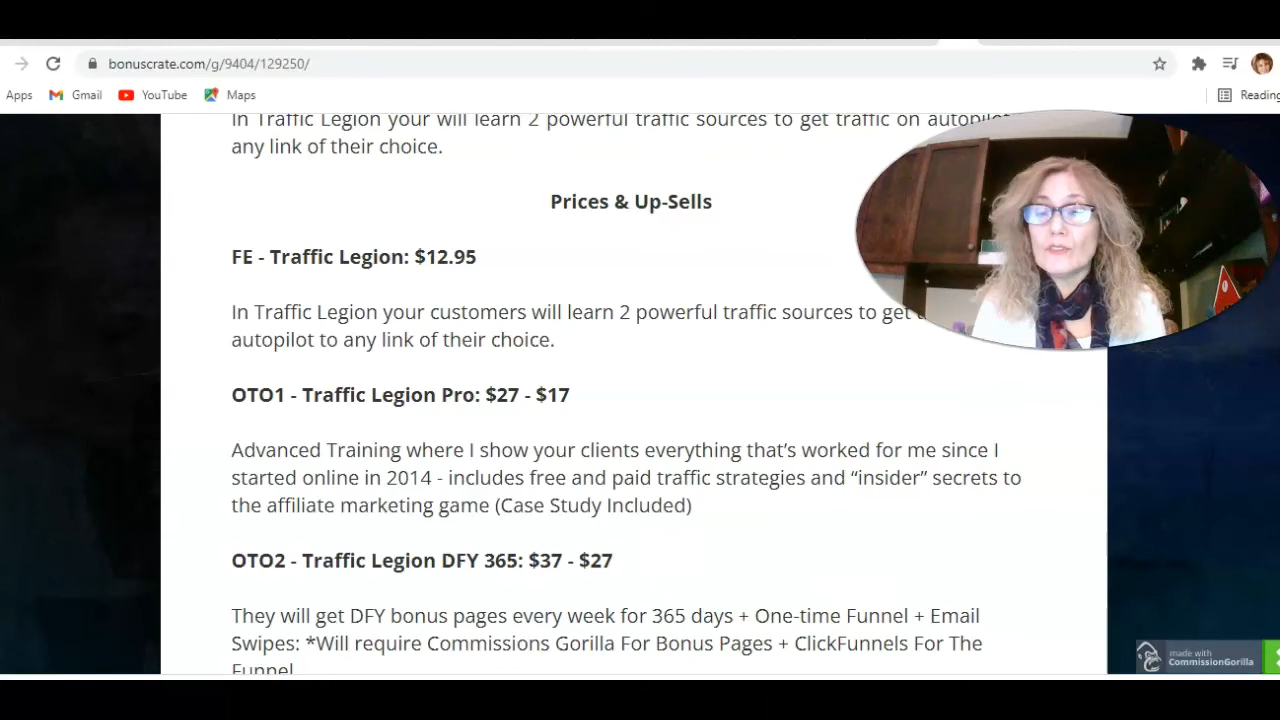 bonuscrate.com/g/9404/129250/
Apps Gmail YouTube Maps Reading
In Traffic Legion your will learn 2 powerful traffic sources to get traffic on autopilot
any link of their choice.
Prices & Up-Sells
FE - Traffic Legion: $12.95
In Traffic Legion your customers will learn 2 powerful traffic sources to get
autopilot to any link of their choice.
OTO1 - Traffic Legion Pro: $27 - $17
Advanced Training where I show your clients everything that’s worked for me since I
started online in 2014 - includes free and paid traffic strategies and “insider” secrets to
the affiliate marketing game (Case Study Included)
OTO2 - Traffic Legion DFY 365: $37 - $27
They will get DFY bonus pages every week for 365 days + One-time Funnel + Email
Swipes: *Will require Commissions Gorilla For Bonus Pages + ClickFunnels For The
Funnel
made with
CommissionGorilla